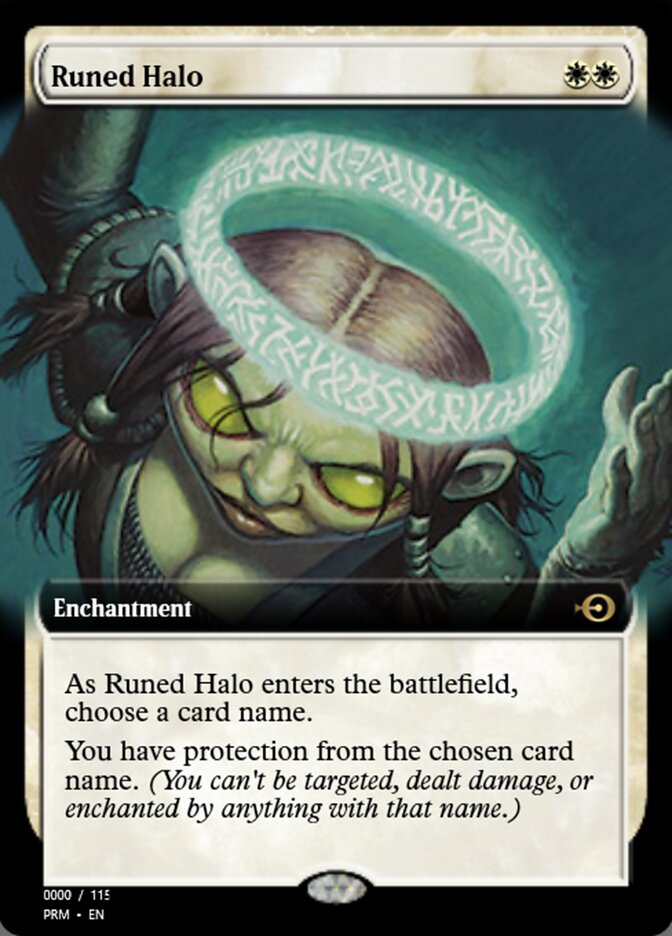 Runed Halo
Enchantment
As Runed Halo enters the battlefield,
choose a card name.
You have protection from the chosen card
name. (You can't be targeted, dealt damage, or
enchanted by anything with that name.)
0000 / 115
PRM • EN